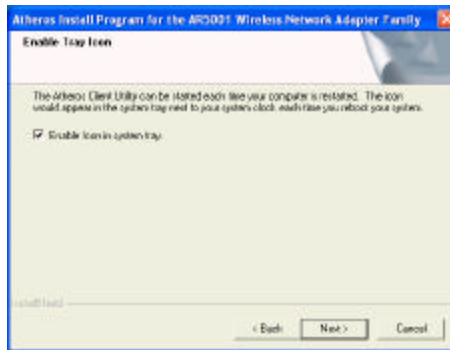 Atheros Install Program for the AR5001 Wireless Network Adapter Family
Enable Tray Icon
The Atheros Client Utility can be started each time your computer is restarted. The icon
would appear in the system tray next to your system clock each time you reboot your system.
Enable Icon in system tray.
InstallShield
< Back
Next >
Cancel